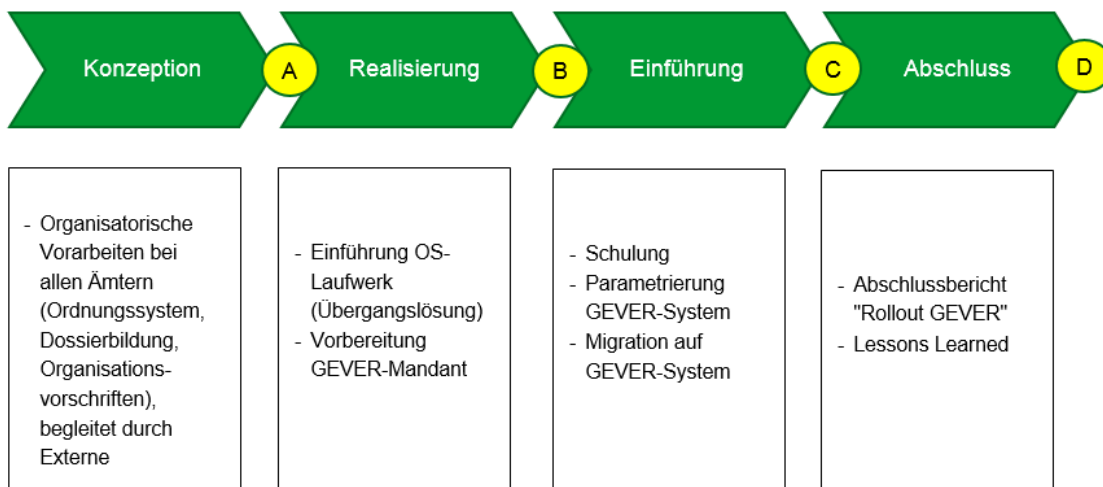 Konzeption
A
Realisierung
B
Einführung
C
Abschluss
D
- Organisatorische
Vorarbeiten bei
allen Ämtern
(Ordnungssystem,
Dossierbildung,
Organisations-
vorschriften),
begleitet durch
Externe
- Einführung OS-
Laufwerk
(Übergangslösung)
- Vorbereitung
GEVER-Mandant
- Schulung
- Parametrierung
GEVER-System
- Migration auf
GEVER-System
- Abschlussbericht
"Rollout GEVER"
- Lessons Learned